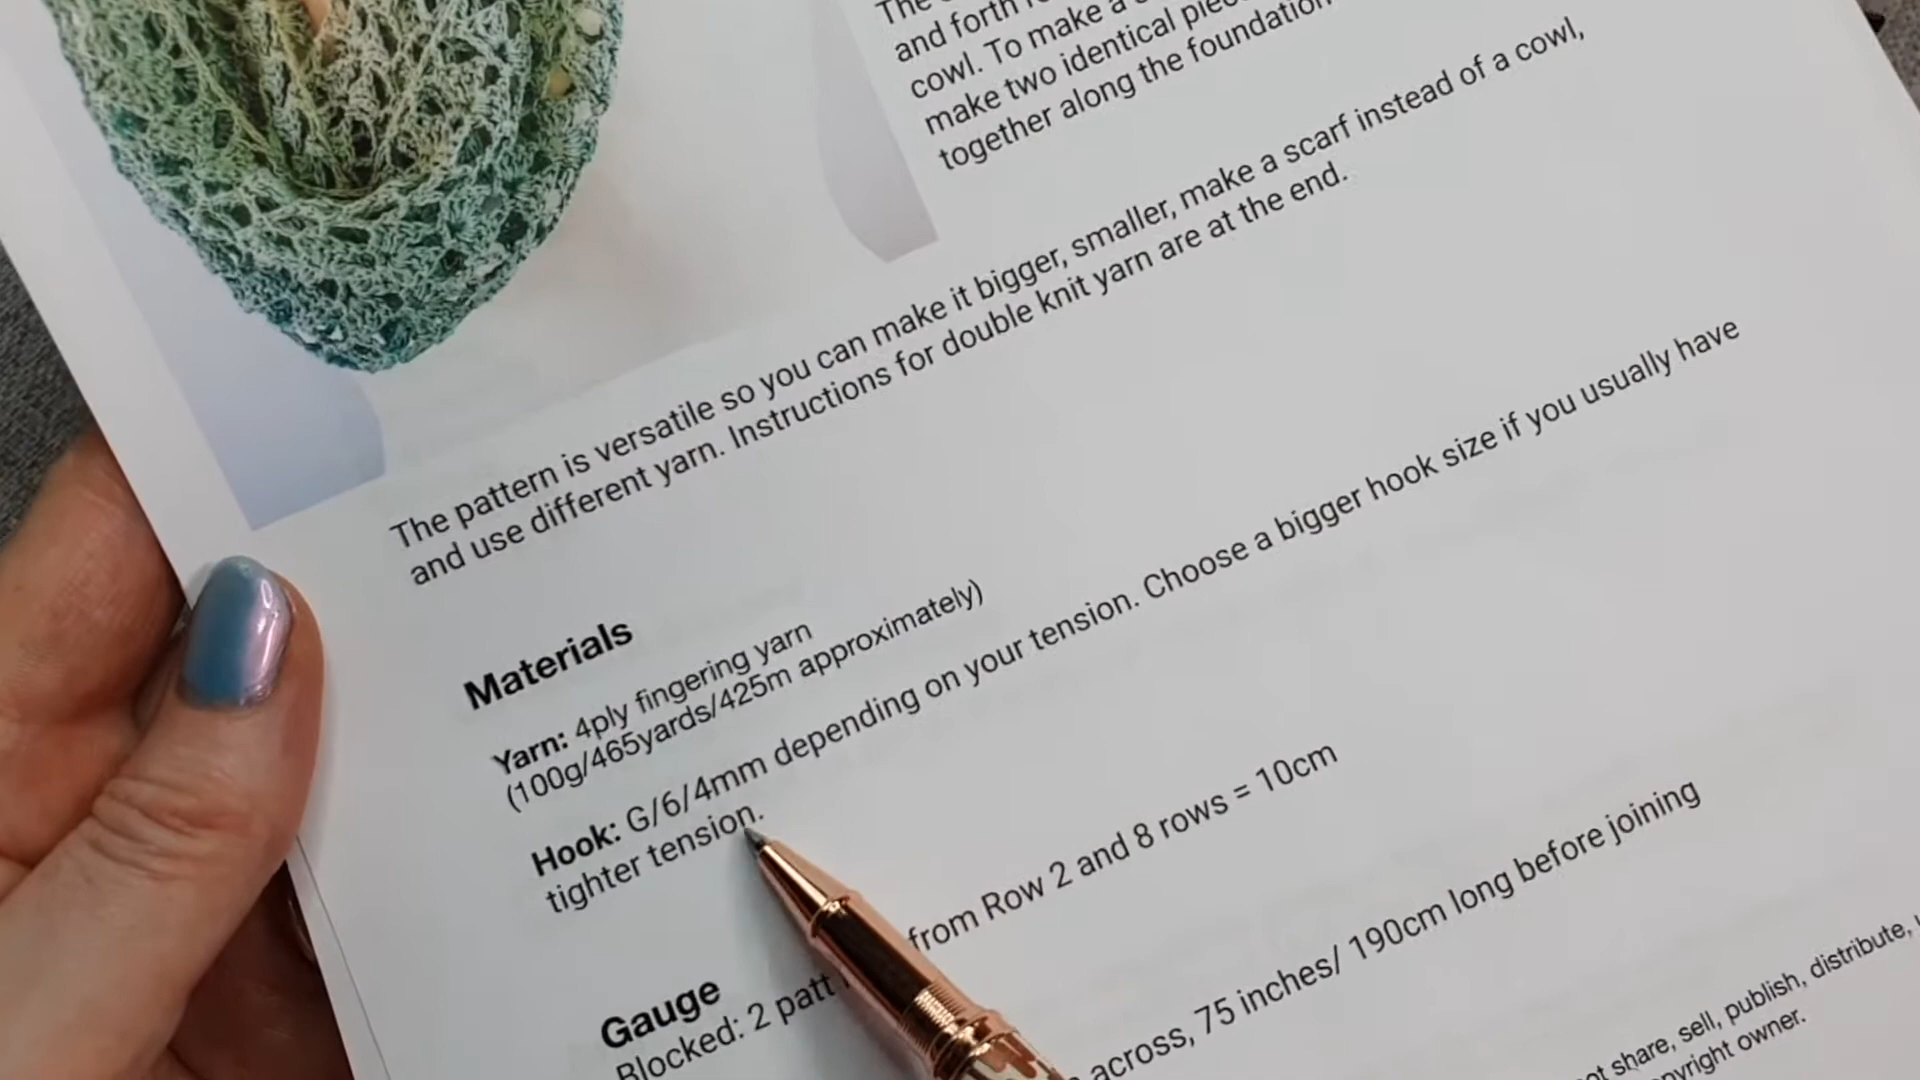 The
and forth
cowl. To make a
make two identical
together along the foundation
The pattern is versatile so you can make it bigger, smaller, make a scarf instead of a cowl,
and use different yarn. Instructions for double knit yarn are at the end.
Materials
Yarn: 4ply fingering yarn
(100g/465yards/425m approximately)
Hook: G/6/4mm depending on your tension. Choose a bigger hook size if you usually have
tighter tension.
Gauge
Blocked: 2 patt from Row 2 and 8 rows = 10cm
across, 75 inches/ 190cm long before joining
share, sell, publish, distribute,
owner.